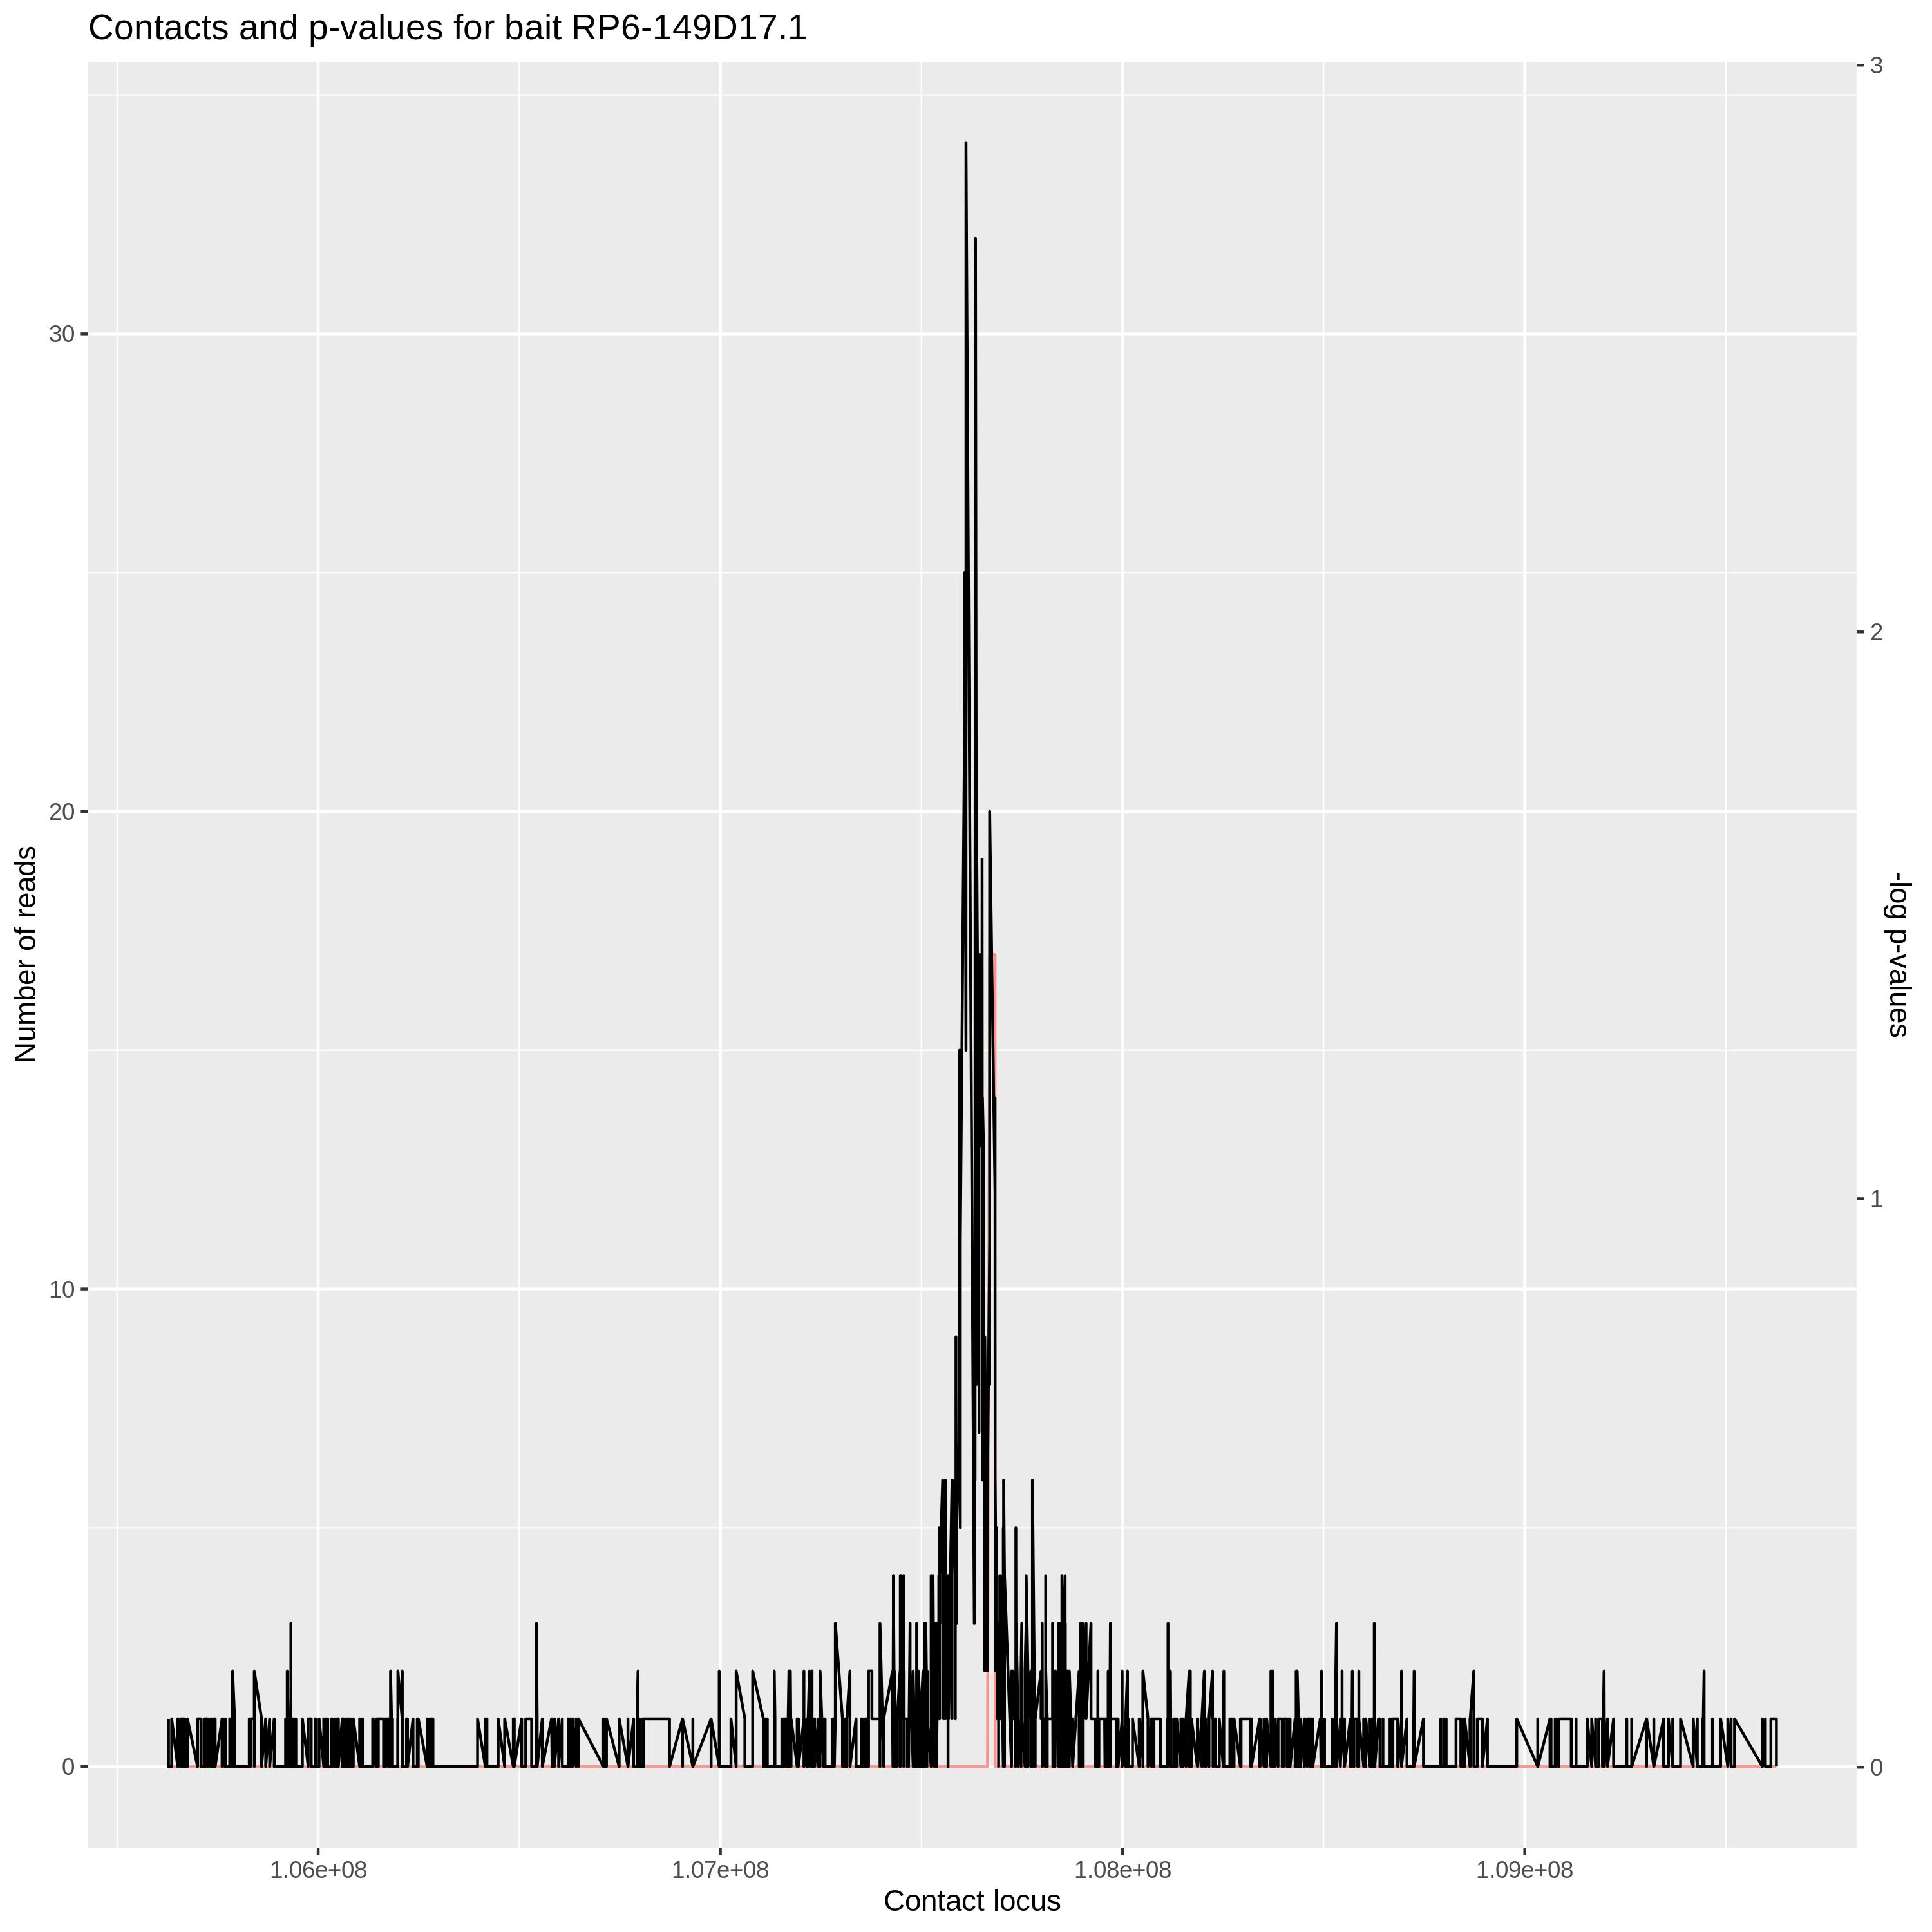 Contacts and p-values for bait RP6-149D17.1
3
30
2
20
Number of reads
-log p-values
1
10
0
0
1.06e+08
1.07e+08
1.08e+08
1.09e+08
Contact locus